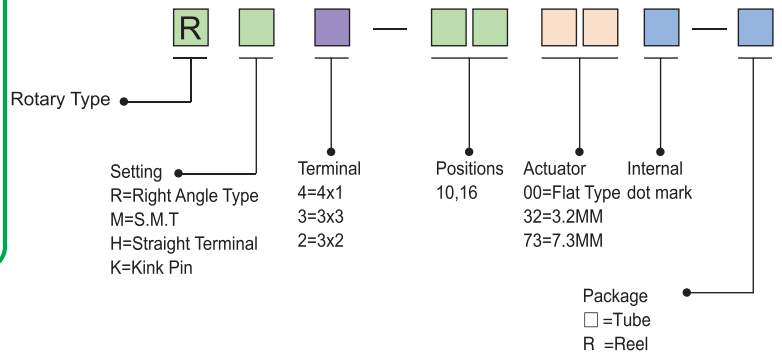 R
Rotary Type
Setting
R=Right Angle Type
M=S.M.T
H=Straight Terminal
K=Kink Pin
Terminal
4=4x1
3=3x3
2=3x2
Positions
10,16
Actuator
00=Flat Type
32=3.2MM
73=7.3MM
Internal
dot mark
Package
□ =Tube
R =Reel